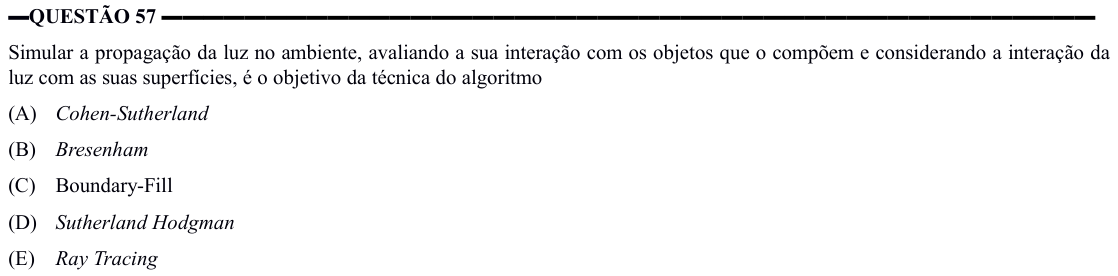 QUESTÃO 57
Simular a propagação da luz no ambiente, avaliando a sua interação com os objetos que o compõem e considerando a interação da
luz com as suas superfícies, é o objetivo da técnica do algoritmo
(A) Cohen-Sutherland
(B) Bresenham
(C) Boundary-Fill
(D) Sutherland Hodgman
(E) Ray Tracing